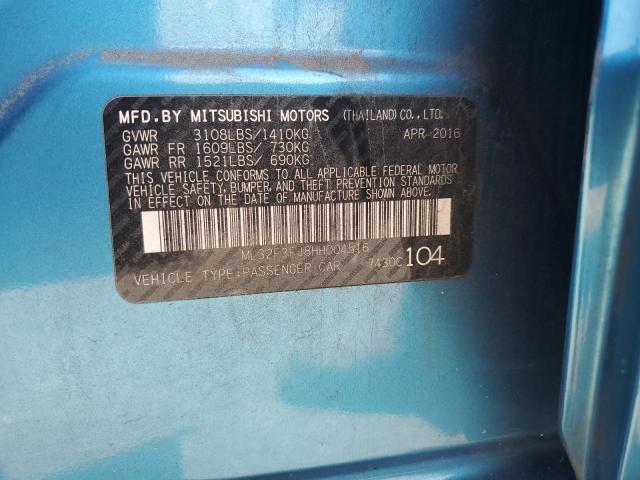 MFD.BY MITSUBISHI MOTORS (THAILAND)CO.,LTD.
GVWR 3108LBS/1410KG APR 2016
GAWR FR 1609LBS/ 730KG
GAWR RR 1521LBS/ 690KG
THIS VEHICLE CONFORMS TO ALL APPLICABLE FEDERAL MOTOR
VEHICLE SAFETY, BUMPER, AND THEFT PREVENTION STANDARDS
IN EFFECT ON THE DATE OF MANUFACTURE SHOWN ABOVE.
ML32F3FJ8HH004516
VEHICLE TYPE:PASSENGER CAR 7430C 104